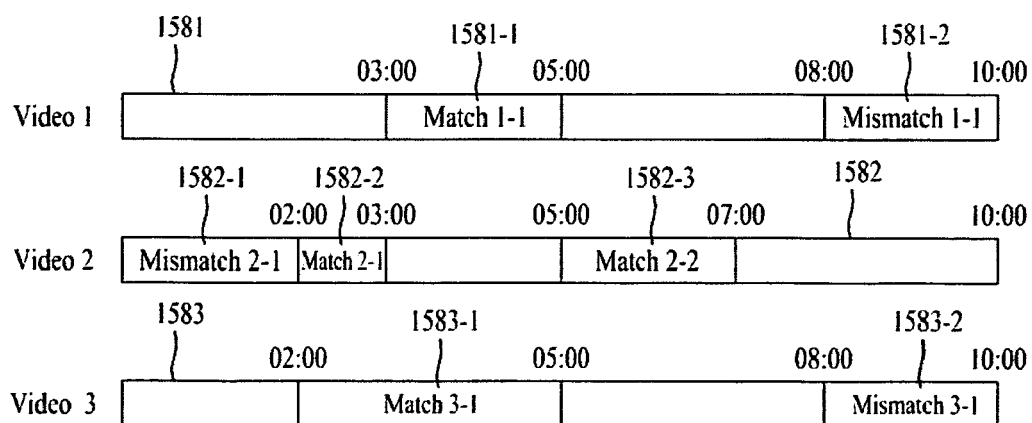 1581 1581-1 1581-2
03:00 05:00 08:00 10:00
Video 1 Match 1-1 Mismatch 1-1
1582-1 1582-2 1582-3 1582
02:00 03:00 05:00 07:00 10:00
Video 2 Mismatch 2-1 Match 2-1 Match 2-2
1583 1583-1 1583-2
02:00 05:00 08:00 10:00
Video 3 Match 3-1 Mismatch 3-1